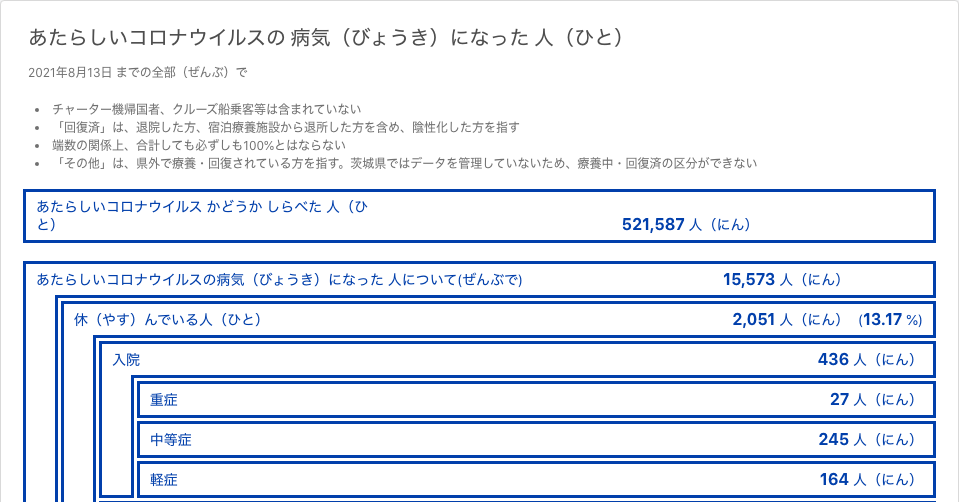 あたらしいコロナウイルスの 病気（びょうき）になった 人（ひと）
2021年8月13日 までの全部（ぜんぶ）で
• チャーター機帰国者、クルーズ船乗客等は含まれていない
• 「回復済」は、退院した方、宿泊療養施設から退所した方を含め、陰性化した方を指す
• 端数の関係上、合計しても必ずしも100%とはならない
• 「その他」は、県外で療養・回復されている方を指す。茨城県ではデータを管理していないため、療養中・回復済の区分ができない
あたらしいコロナウイルス かどうか しらべた 人（ひ
と） 521,587 人（にん）
あたらしいコロナウイルスの病気（びょうき）になった 人について(ぜんぶで) 15,573 人（にん）
休（やす）んでいる人（ひと） 2,051 人（にん） (13.17 %)
入院 436 人（にん）
重症 27 人（にん）
中等症 245 人（にん）
軽症 164 人（にん）